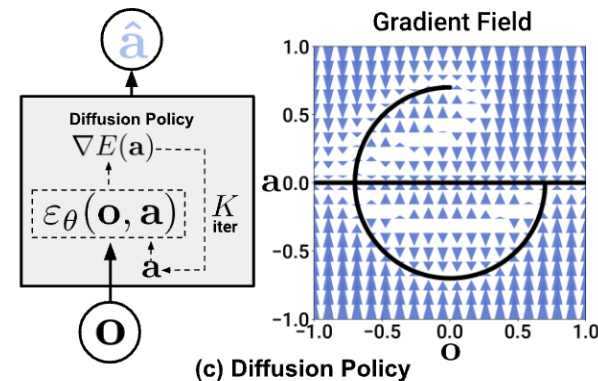 â
Diffusion Policy
∇E(a)
ε_θ(o, a)
K
iter
a
o
Gradient Field
1.0
0.5
a 0.0
−0.5
−1.0
−1.0 −0.5 0.0 0.5 1.0
o
(c) Diffusion Policy